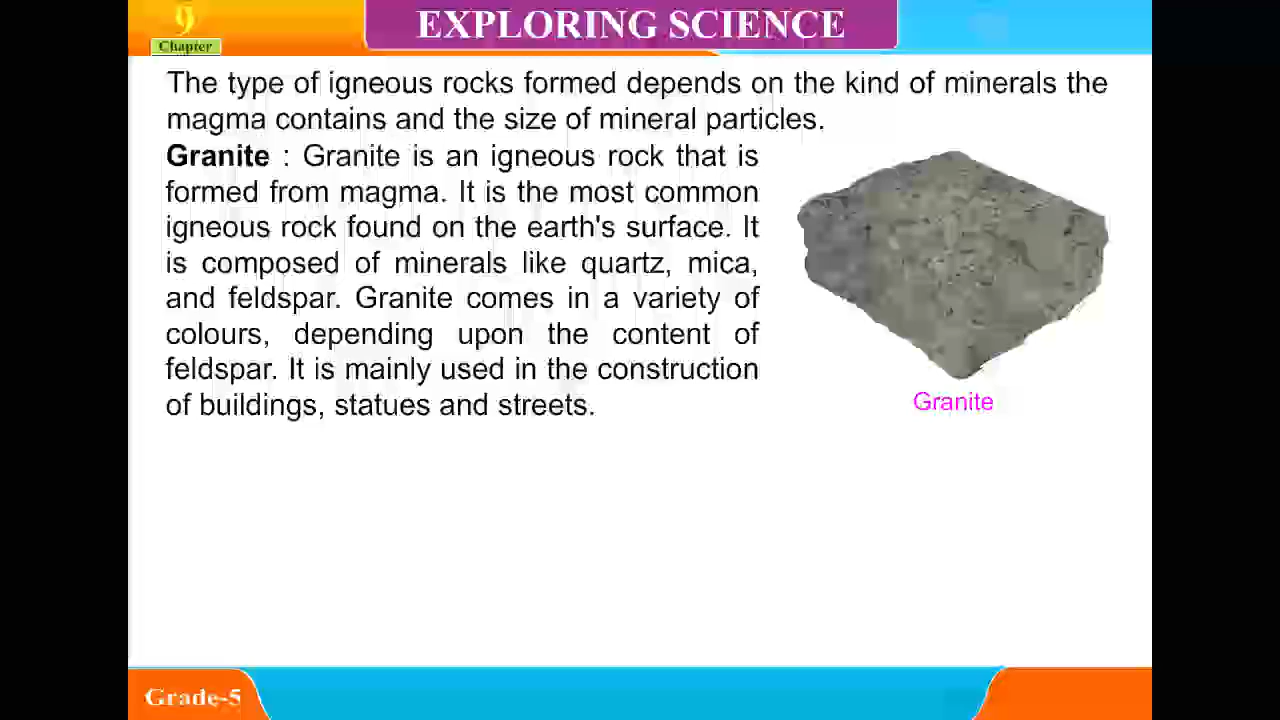 9
Chapter
EXPLORING SCIENCE
The type of igneous rocks formed depends on the kind of minerals the
magma contains and the size of mineral particles.
Granite : Granite is an igneous rock that is
formed from magma. It is the most common
igneous rock found on the earth's surface. It
is composed of minerals like quartz, mica,
and feldspar. Granite comes in a variety of
colours, depending upon the content of
feldspar. It is mainly used in the construction
of buildings, statues and streets.
Granite
Grade-5